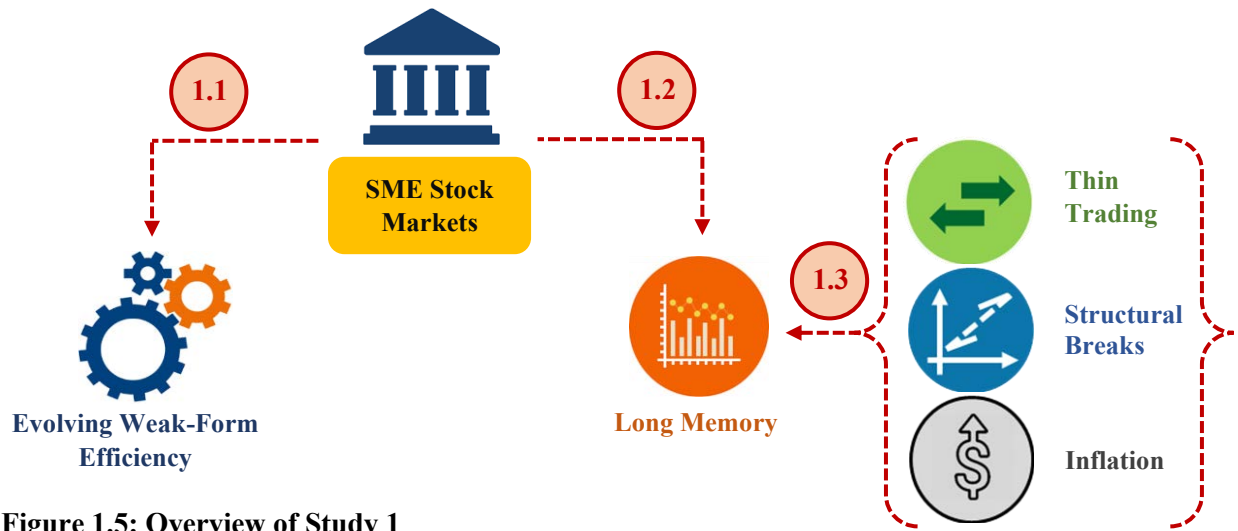 1.1
1.2
SME Stock
Markets
1.3
Thin
Trading
Structural
Breaks
Inflation
Evolving Weak-Form
Efficiency
Long Memory
Figure 1.5: Overview of Study 1